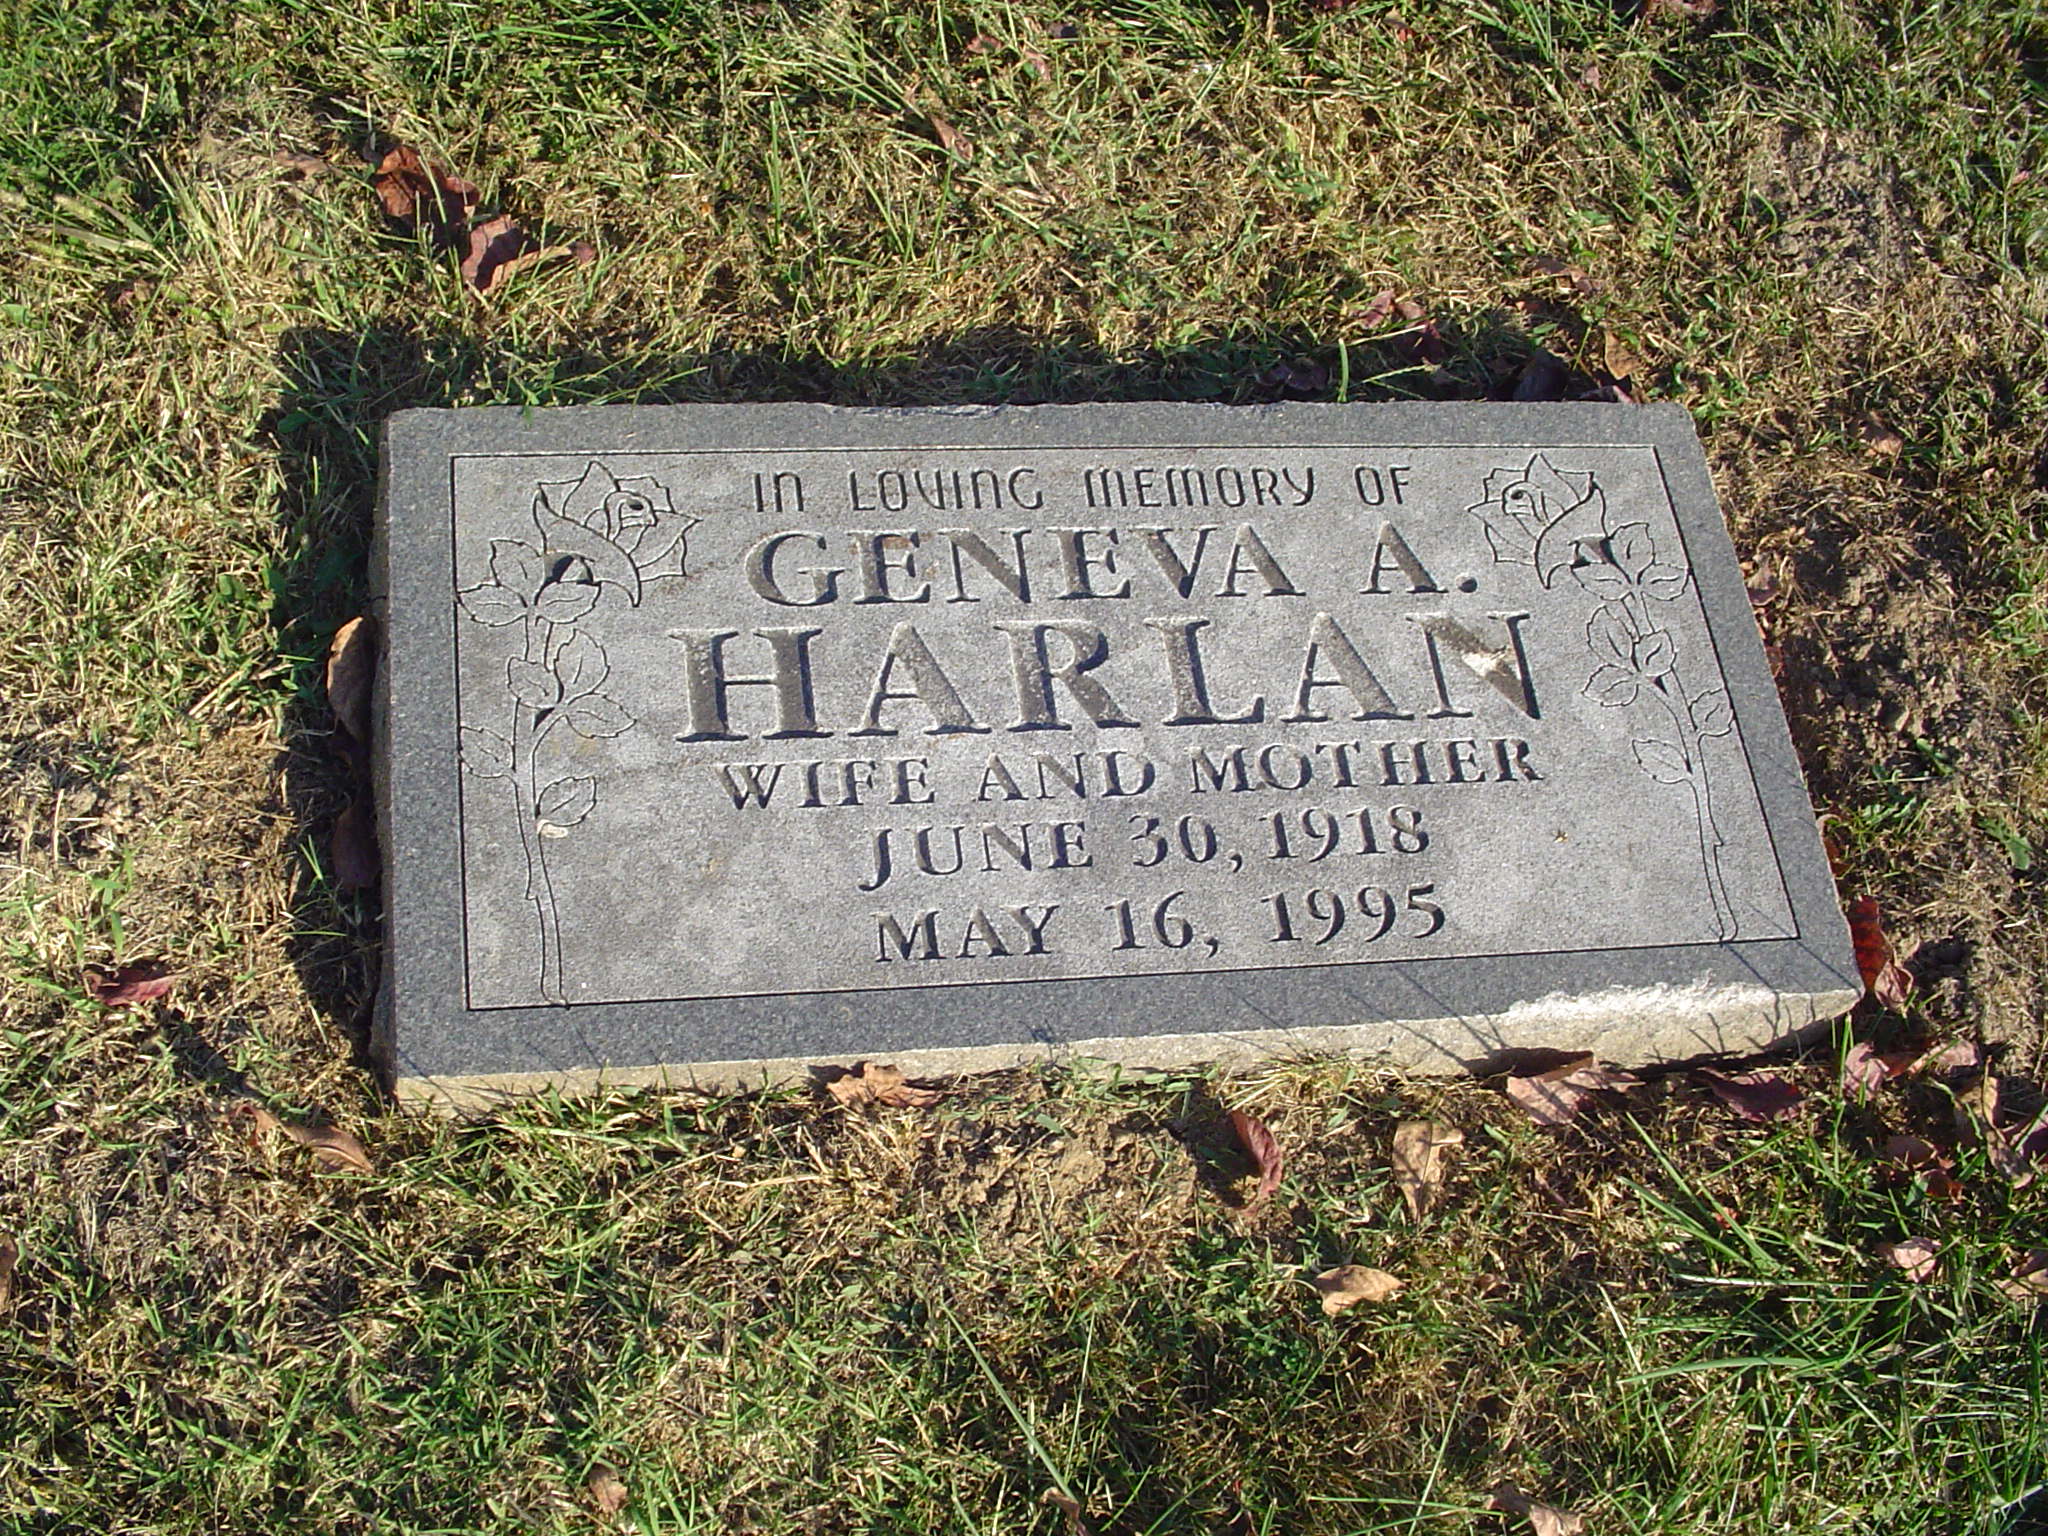 IN LOVING MEMORY OF
GENEVA A.
HARLAN
WIFE AND MOTHER
JUNE 30, 1918
MAY 16, 1995